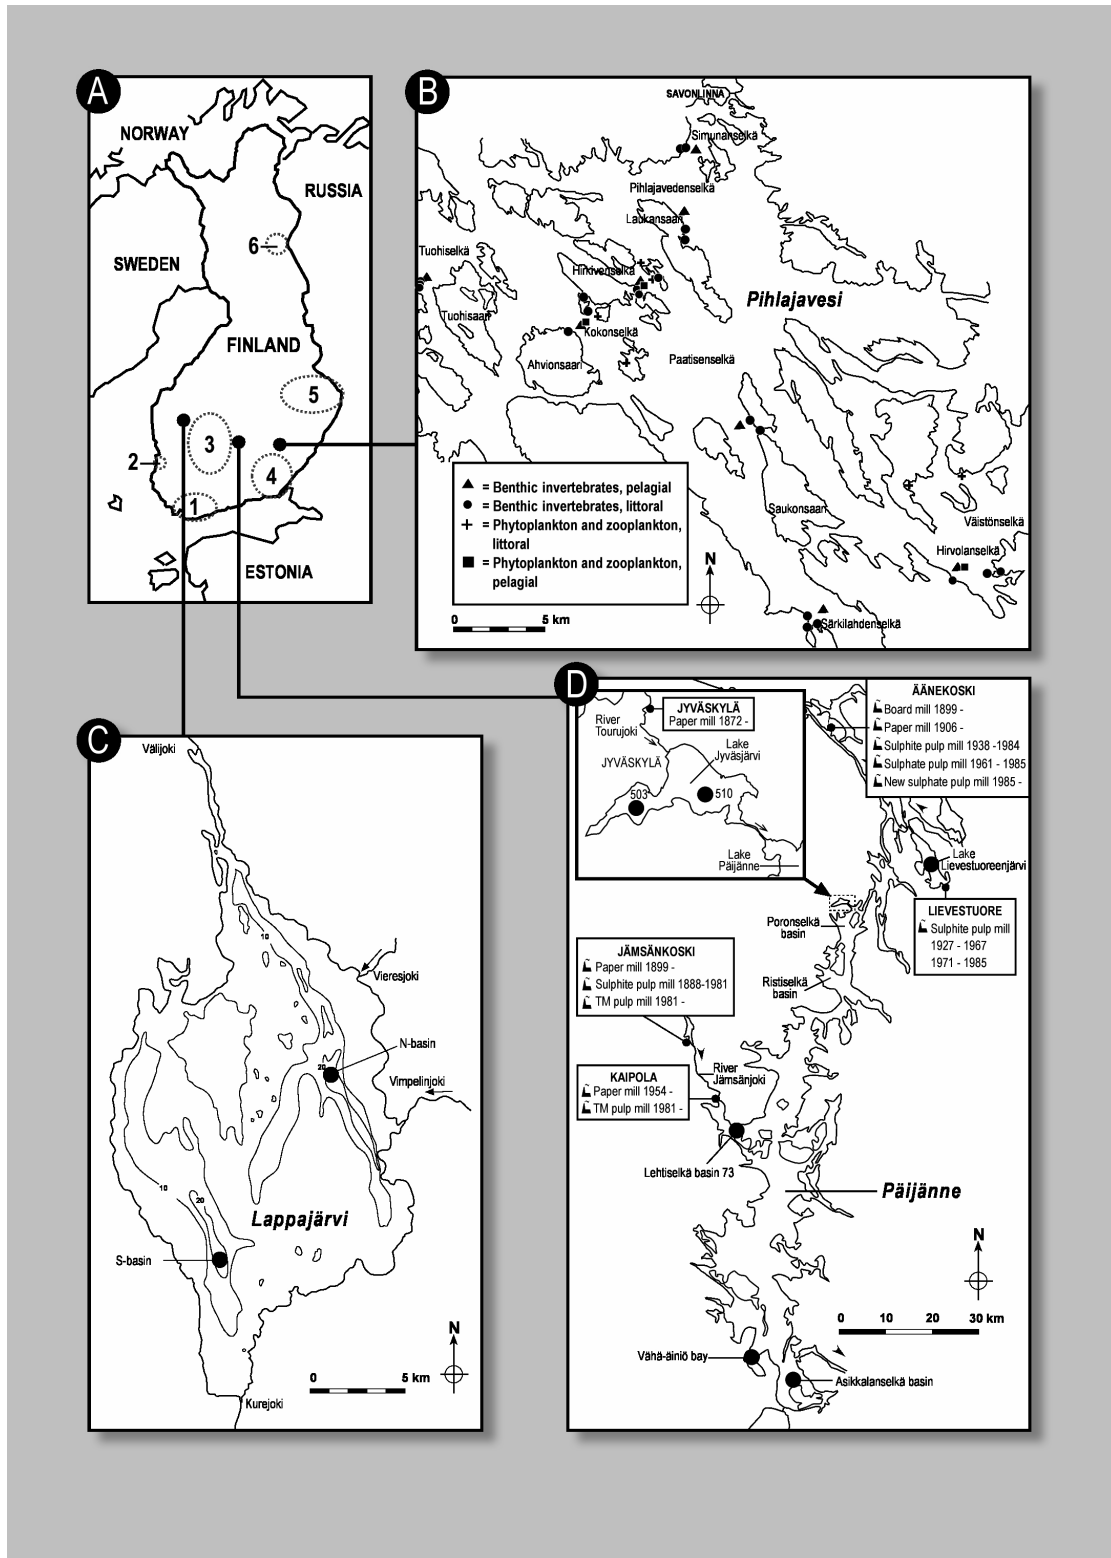 A
NORWAY
RUSSIA
6
SWEDEN
FINLAND
5
3
2
4
1
ESTONIA
B
SAVONLINNA
Simunanselkä
Pihlajavedenselkä
Laukansaari
Tuohiselkä
Hirkivenselkä
Pihlajavesi
Tuohisaari
Kokonselkä
Ahvionsaari
Paatisenselkä
▲ = Benthic invertebrates, pelagial
● = Benthic invertebrates, littoral
+ = Phytoplankton and zooplankton,
littoral
■ = Phytoplankton and zooplankton,
pelagial
Saukonsaari
Väistönselkä
Hirvolanselkä
N
0 5 km
Särkilahdenselkä
C
Välijoki
10
Vieresjoki
N-basin
20
Vimpelinjoki
10
20
Lappajärvi
S-basin
N
0 5 km
Kurejoki
D
JYVÄSKYLÄ
Paper mill 1872 -
River
Tourujoki
Lake
Jyväsjärvi
JYVÄSKYLÄ
503
510
Lake
Päijänne
ÄÄNEKOSKI
Board mill 1899 -
Paper mill 1906 -
Sulphite pulp mill 1938 -1984
Sulphate pulp mill 1961 - 1985
New sulphate pulp mill 1985 -
Lake
Lievestuoreenjärvi
LIEVESTUORE
Sulphite pulp mill
1927 - 1967
1971 - 1985
Poronselkä
basin
Ristiselkä
basin
JÄMSÄNKOSKI
Paper mill 1899 -
Sulphite pulp mill 1888-1981
TM pulp mill 1981 -
River
Jämsänjoki
KAIPOLA
Paper mill 1954 -
TM pulp mill 1981 -
Lehtiselkä basin 73
Päijänne
N
0 10 20 30 km
Vähä-äiniö bay
Asikkalanselkä basin